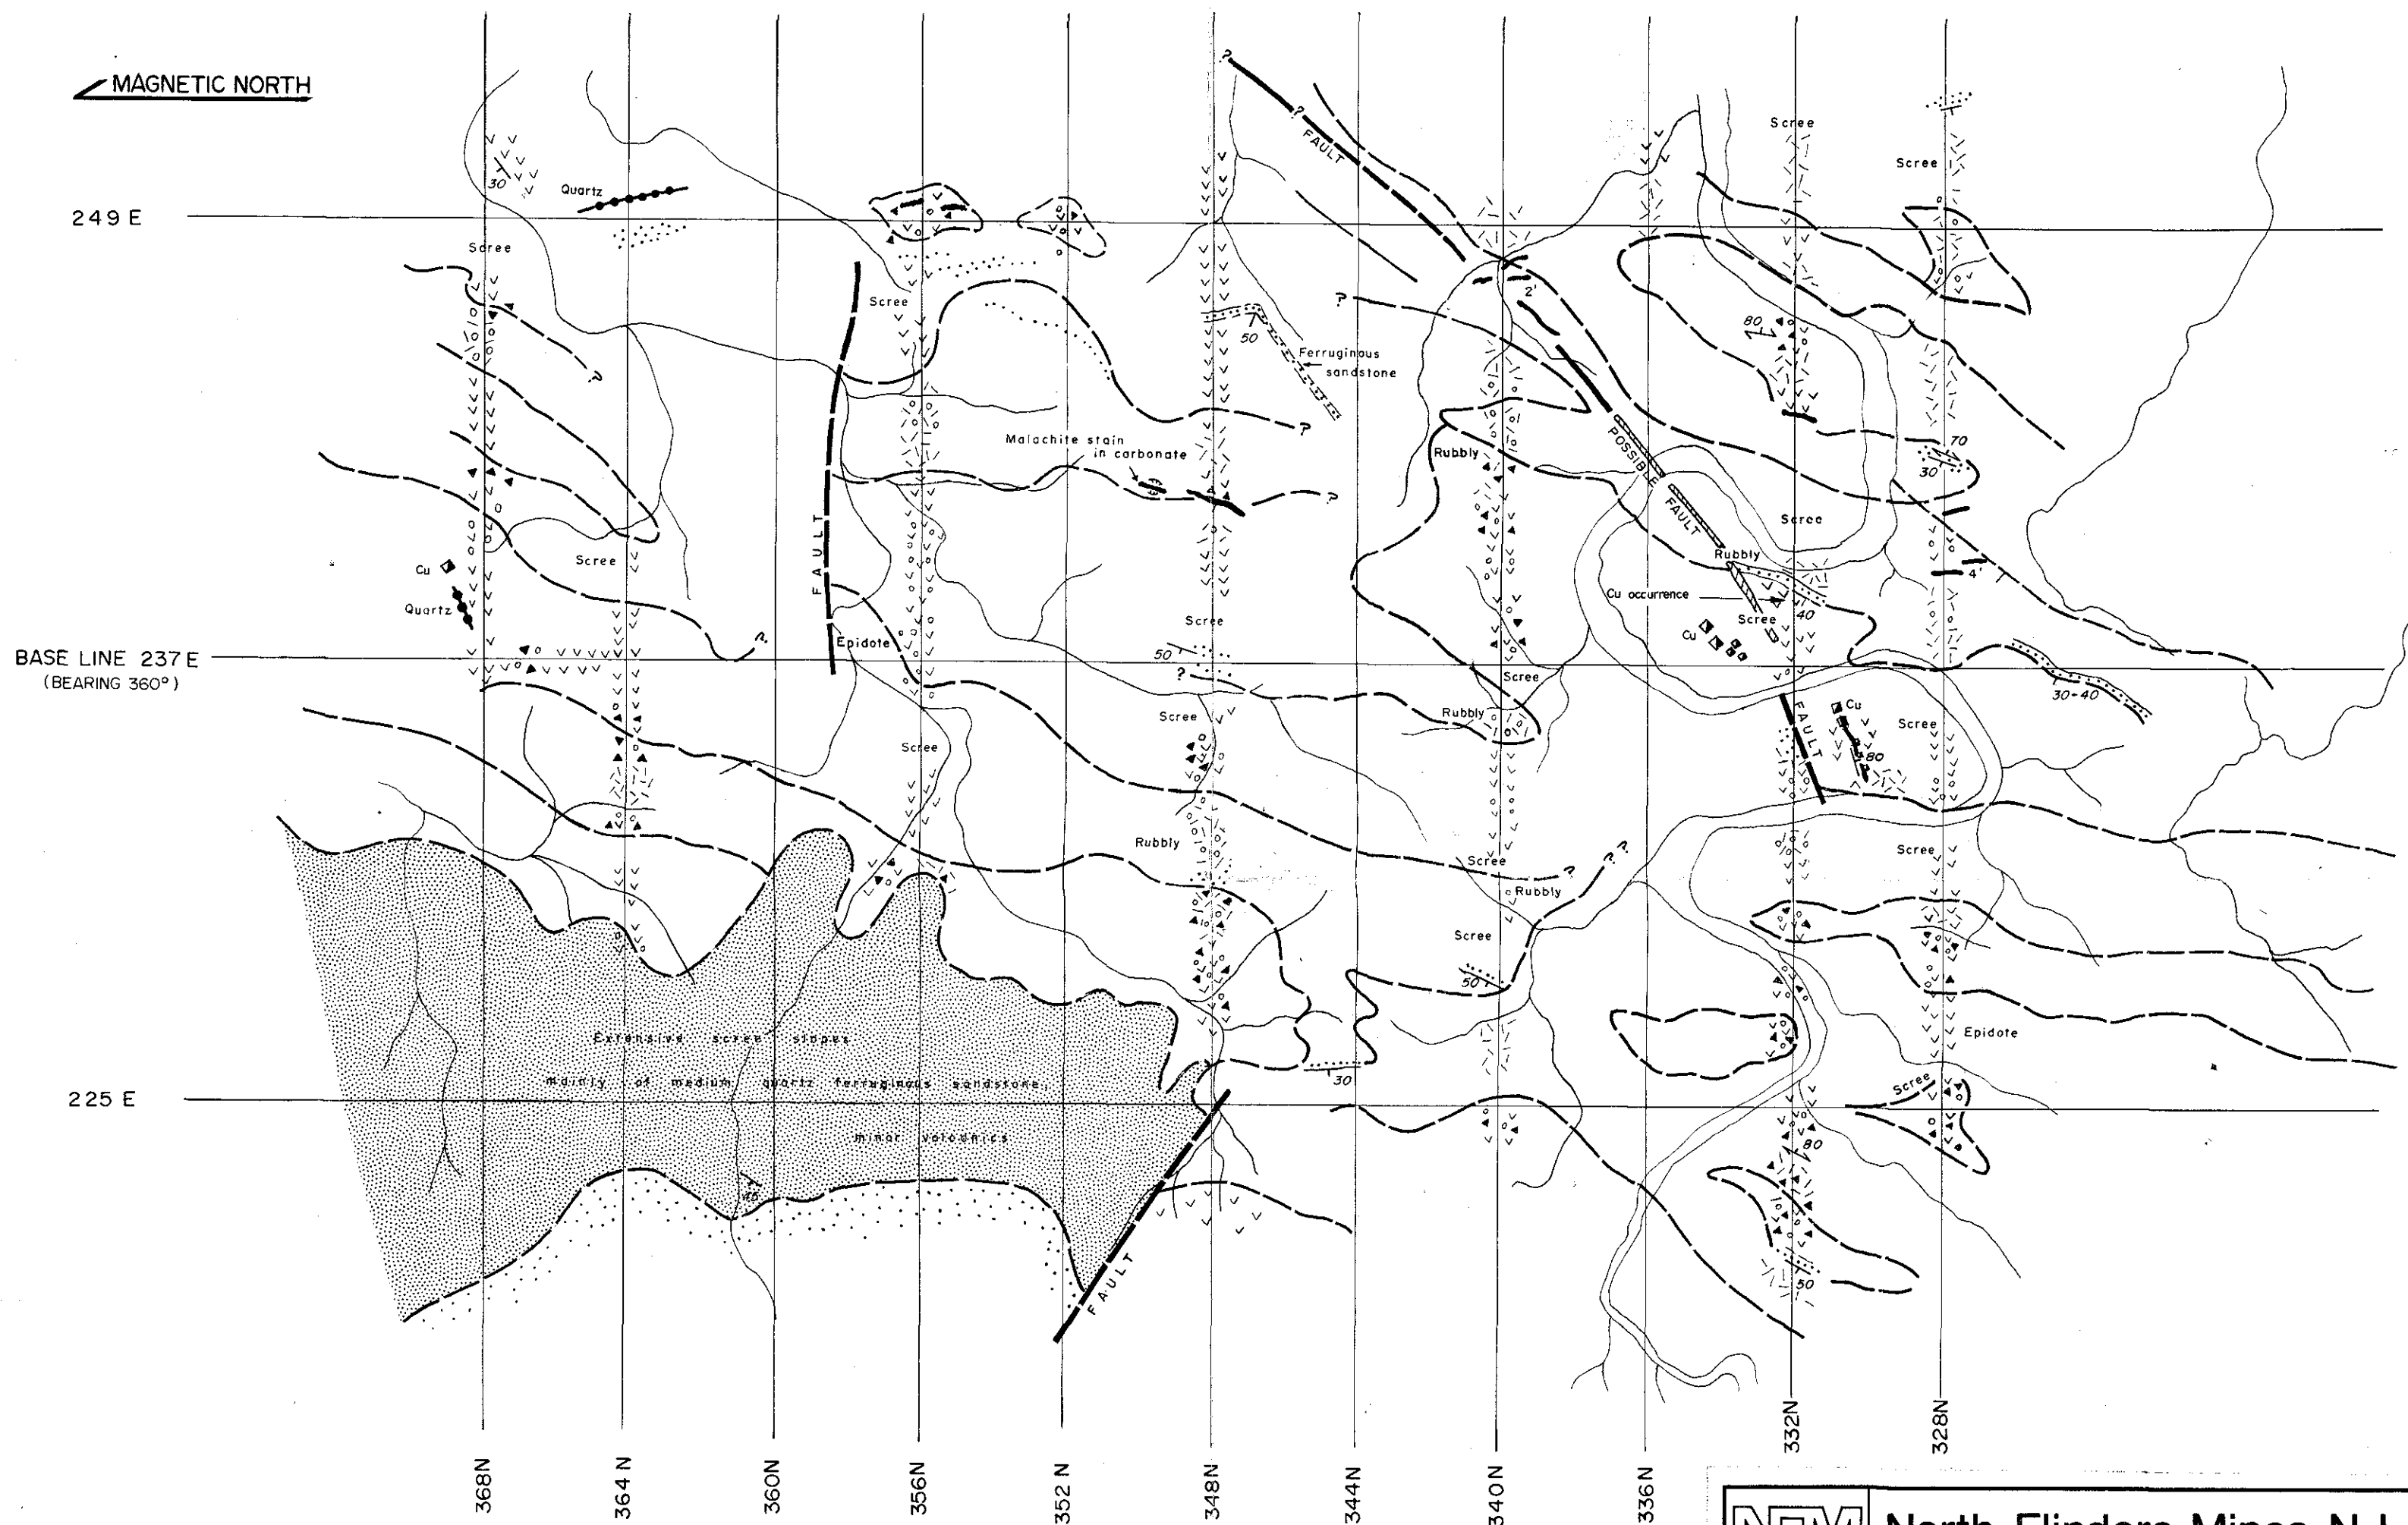 MAGNETIC NORTH
?
?
FAULT
Scree
Scree
30
Quartz
249 E
Scree
Scree
?
2'
80
50
Ferruginous
sandstone
?
?
Malachite stain
in carbonate
?
Rubbly
POSSIBLE FAULT
70
30
Scree
FAULT
Scree
Cu
Quartz
Rubbly
Cu occurrence
4'
40
Scree
Cu
Scree
?
Epidote
BASE LINE 237 E
(BEARING 360°)
50
?
Scree
30-40
Scree
Rubbly
FAULT
Cu
Scree
80
Scree
Rubbly
Scree
?
? ?
Rubbly
Scree
Scree
50
Extensive scree slopes
mainly of medium quartz ferruginous sandstone
minor volcanics
Epidote
30
225 E
Scree
80
45
FAULT
50
368N
364 N
360N
356N
352 N
348N
344N
340N
336N
332N
328N
North Flinders Mines N.L